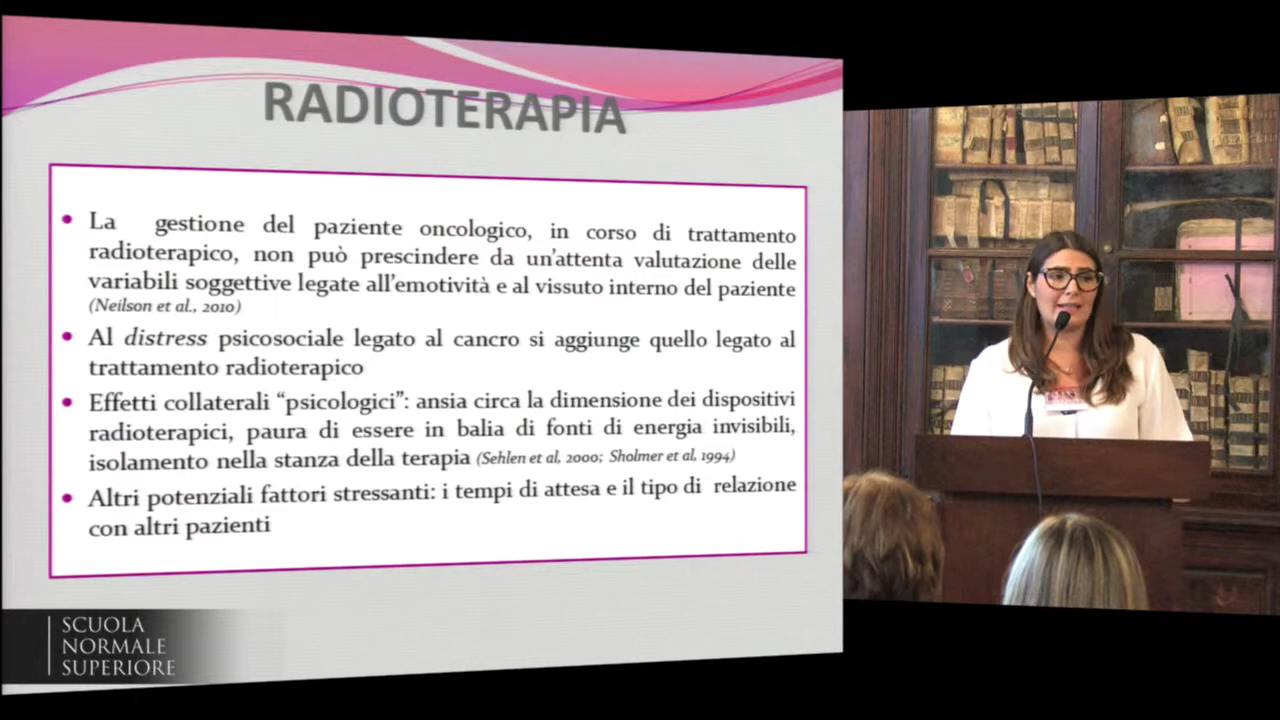 RADIOTERAPIA
La gestione del paziente oncologico, in corso di trattamento
radioterapico, non può prescindere da un'attenta valutazione delle
variabili soggettive legate all'emotività e al vissuto interno del paziente
(Neilson et al., 2010)
Al distress psicosociale legato al cancro si aggiunge quello legato al
trattamento radioterapico
Effetti collaterali “psicologici”: ansia circa la dimensione dei dispositivi
radioterapici, paura di essere in balia di fonti di energia invisibili,
isolamento nella stanza della terapia (Sehlen et al, 2000; Sholmer et al, 1994)
Altri potenziali fattori stressanti: i tempi di attesa e il tipo di relazione
con altri pazienti
SCUOLA
NORMALE
SUPERIORE